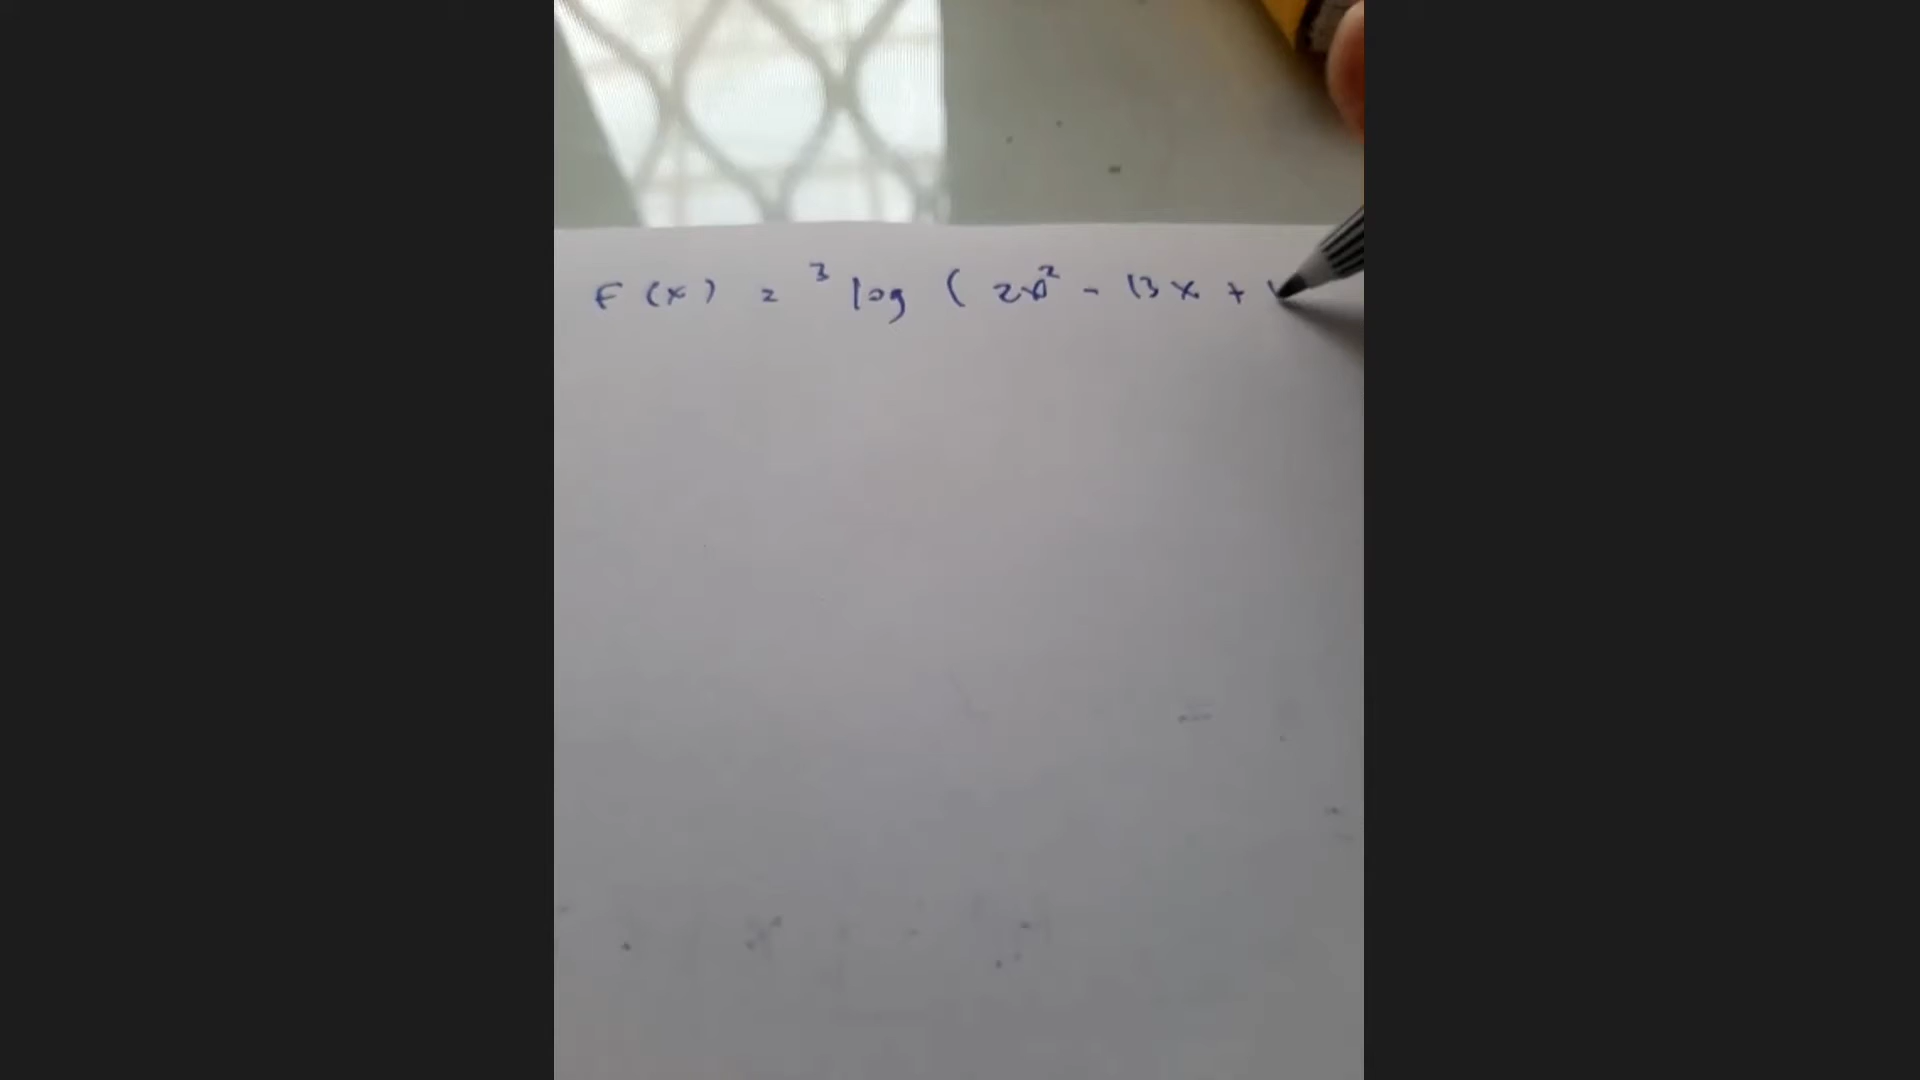 F(x) = ³log ( 2x² - 13x +